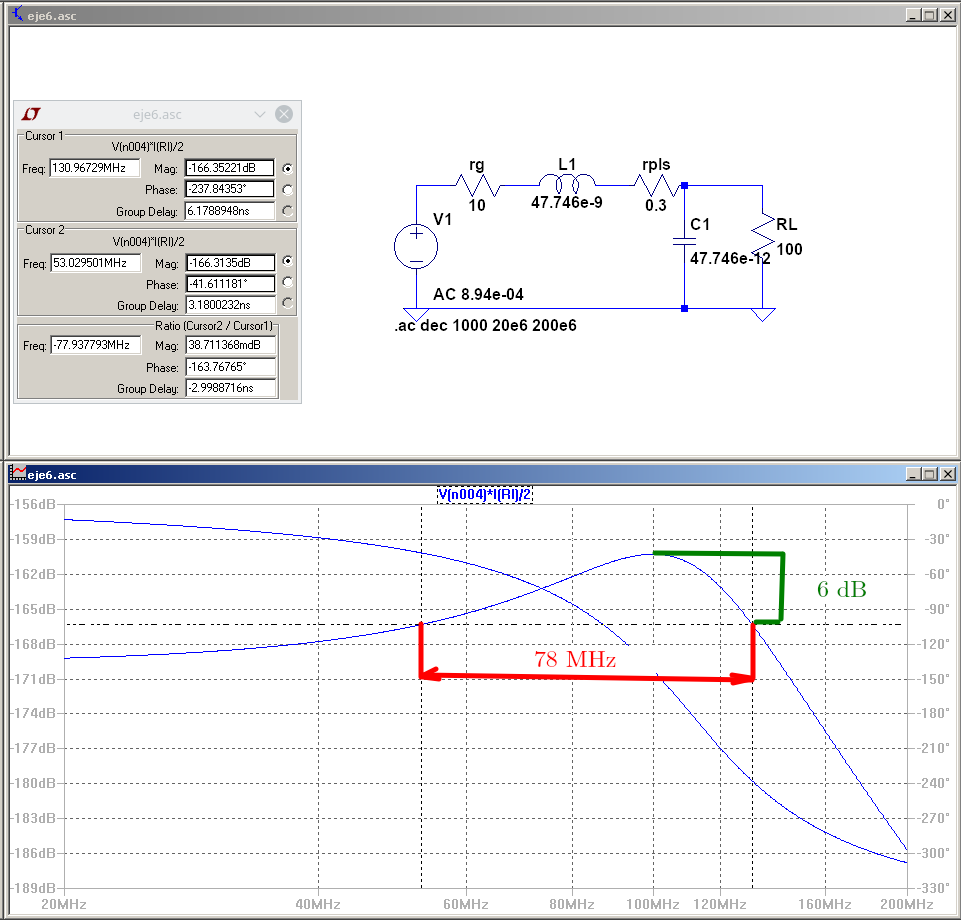 eje6.asc
eje6.asc
Cursor 1
V(n004)*I(Rl)/2
Freq: 130.96729MHz Mag: -166.35221dB
Phase: -237.84353°
Group Delay: 6.1788948ns
Cursor 2
V(n004)*I(Rl)/2
Freq: 53.029501MHz Mag: -166.3135dB
Phase: -41.611181°
Group Delay: 3.1800232ns
Ratio (Cursor2 / Cursor1)
Freq: -77.937793MHz Mag: 38.711368mdB
Phase: -163.76765°
Group Delay: -2.9988716ns
rg
10
L1
47.746e-9
rpls
0.3
V1
AC 8.94e-04
C1
47.746e-12
RL
100
.ac dec 1000 20e6 200e6
eje6.asc
V(n004)*I(Rl)/2
-156dB 0°
-159dB -30°
-162dB -60°
-165dB -90°
-168dB -120°
-171dB -150°
-174dB -180°
-177dB -210°
-180dB -240°
-183dB -270°
-186dB -300°
-189dB -330°
6 dB
78 MHz
20MHz 40MHz 60MHz 80MHz 100MHz 120MHz 160MHz 200MHz